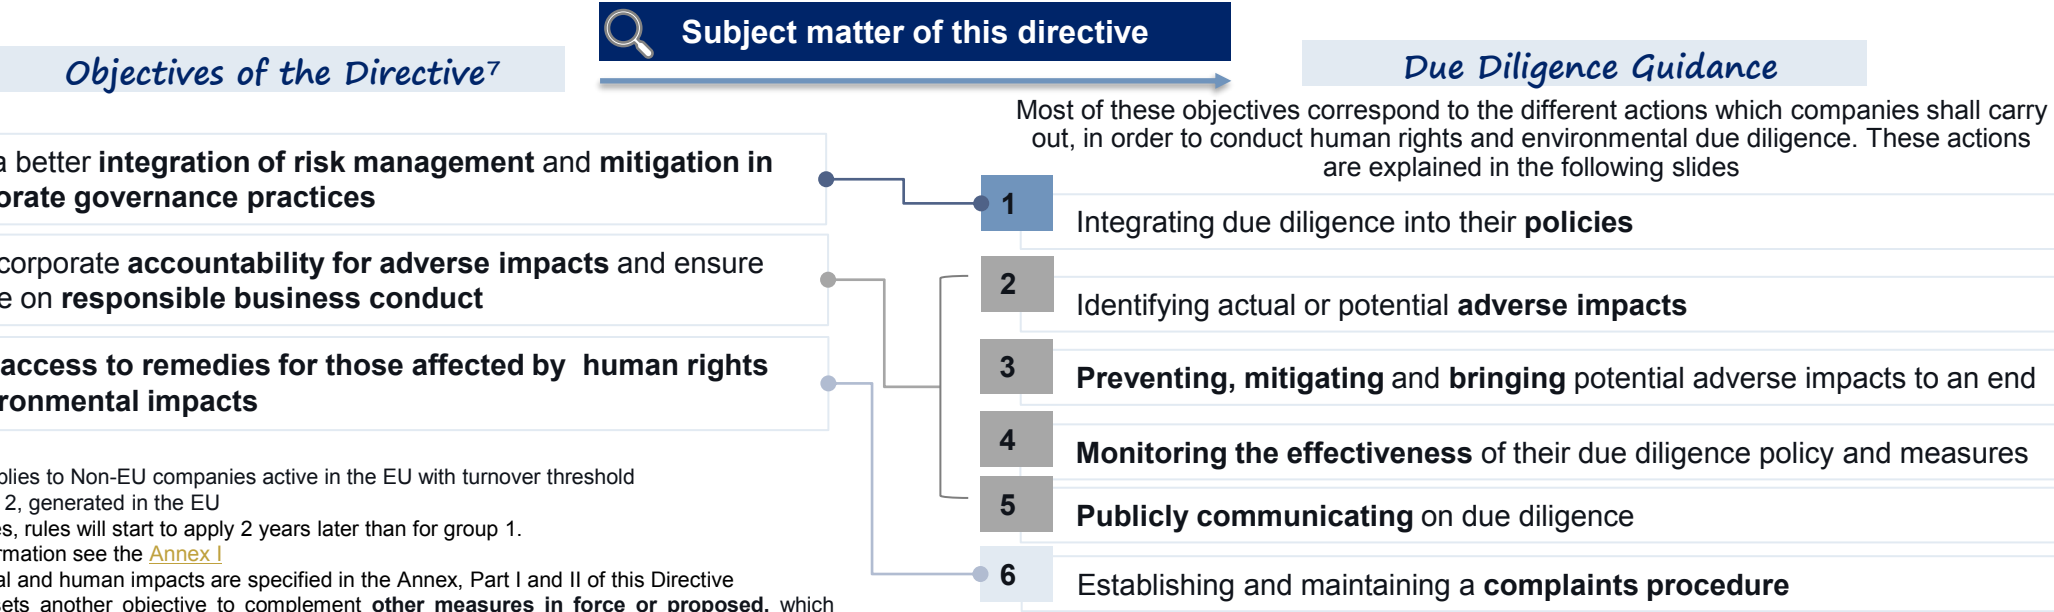 Subject matter of this directive
Objectives of the Directive⁷
a better integration of risk management and mitigation in
orate governance practices
corporate accountability for adverse impacts and ensure
e on responsible business conduct
access to remedies for those affected by human rights
ronmental impacts
plies to Non-EU companies active in the EU with turnover threshold
2, generated in the EU
es, rules will start to apply 2 years later than for group 1.
rmation see the Annex I
al and human impacts are specified in the Annex, Part I and II of this Directive
sets another objective to complement other measures in force or proposed, which
Due Diligence Guidance
Most of these objectives correspond to the different actions which companies shall carry
out, in order to conduct human rights and environmental due diligence. These actions
are explained in the following slides
1
Integrating due diligence into their policies
2
Identifying actual or potential adverse impacts
3
Preventing, mitigating and bringing potential adverse impacts to an end
4
Monitoring the effectiveness of their due diligence policy and measures
5
Publicly communicating on due diligence
6
Establishing and maintaining a complaints procedure